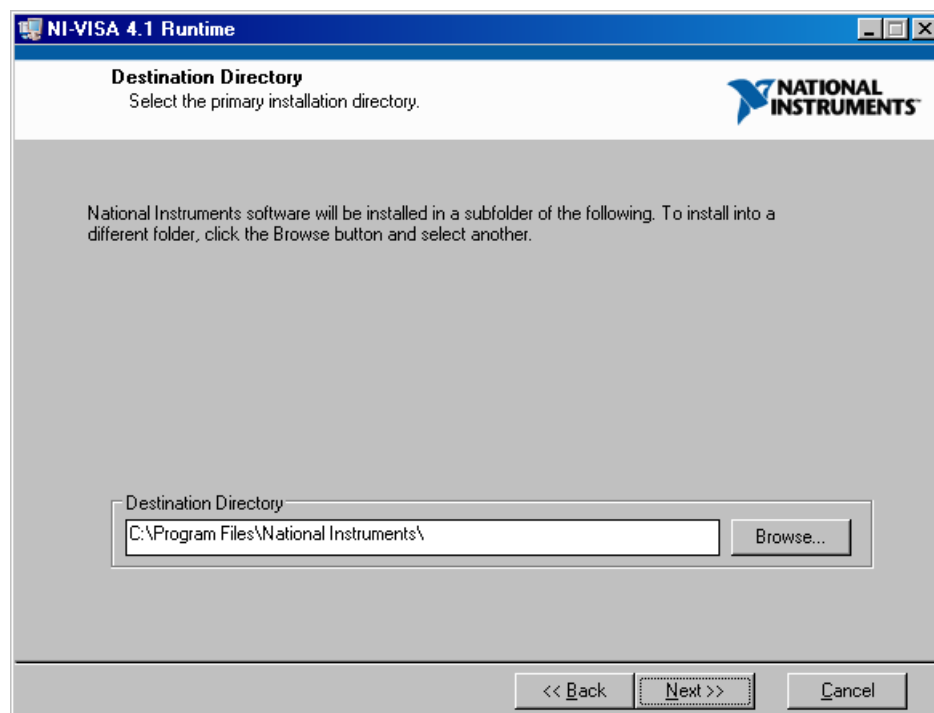 NI-VISA 4.1 Runtime
Destination Directory
Select the primary installation directory.
NATIONAL
INSTRUMENTS
National Instruments software will be installed in a subfolder of the following. To install into a
different folder, click the Browse button and select another.
Destination Directory
C:\Program Files\National Instruments\
Browse...
<< Back
Next >>
Cancel